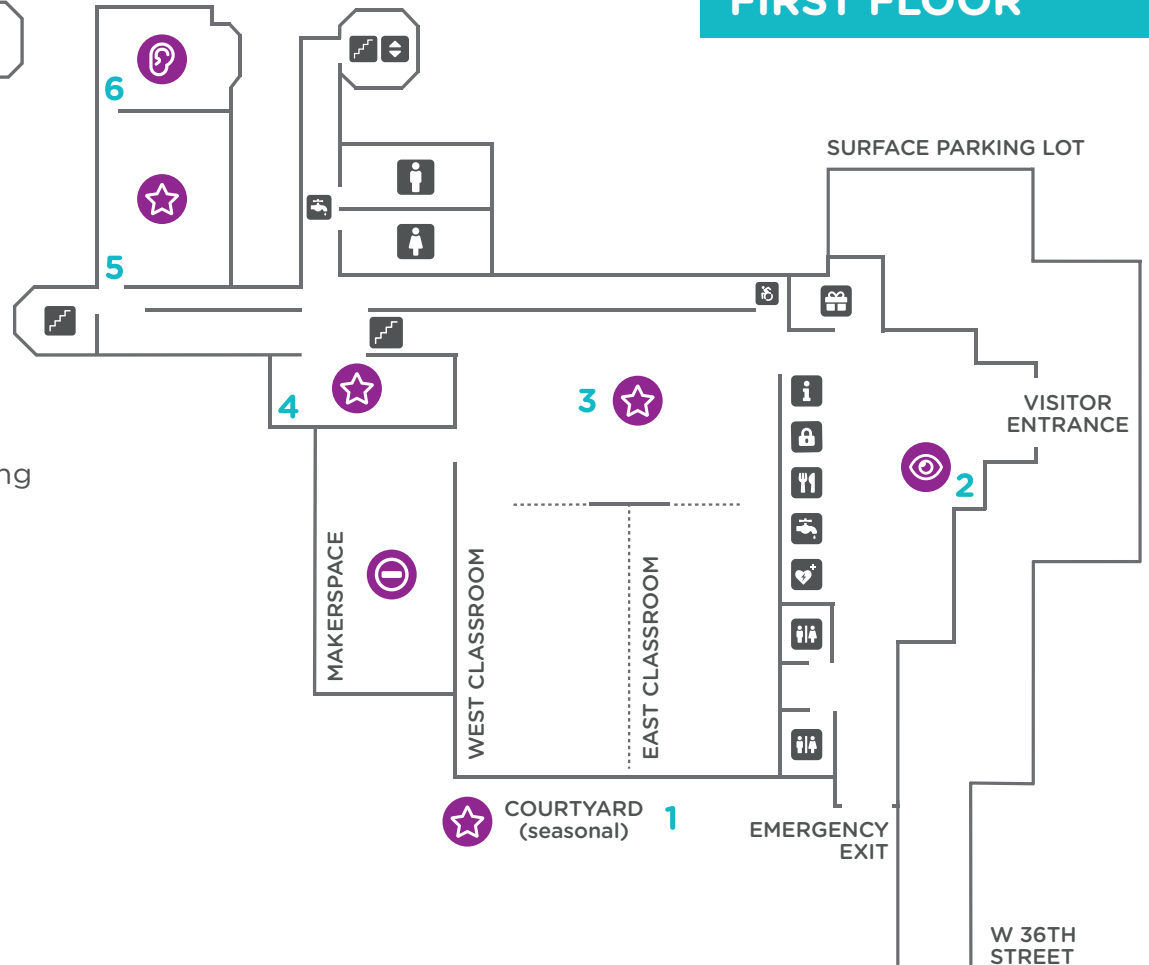 FIRST FLOOR
6
SURFACE PARKING LOT
5
VISITOR
ENTRANCE
4
3
2
ng
MAKERSPACE
WEST CLASSROOM
EAST CLASSROOM
COURTYARD
(seasonal)
1
EMERGENCY
EXIT
W 36TH
STREET